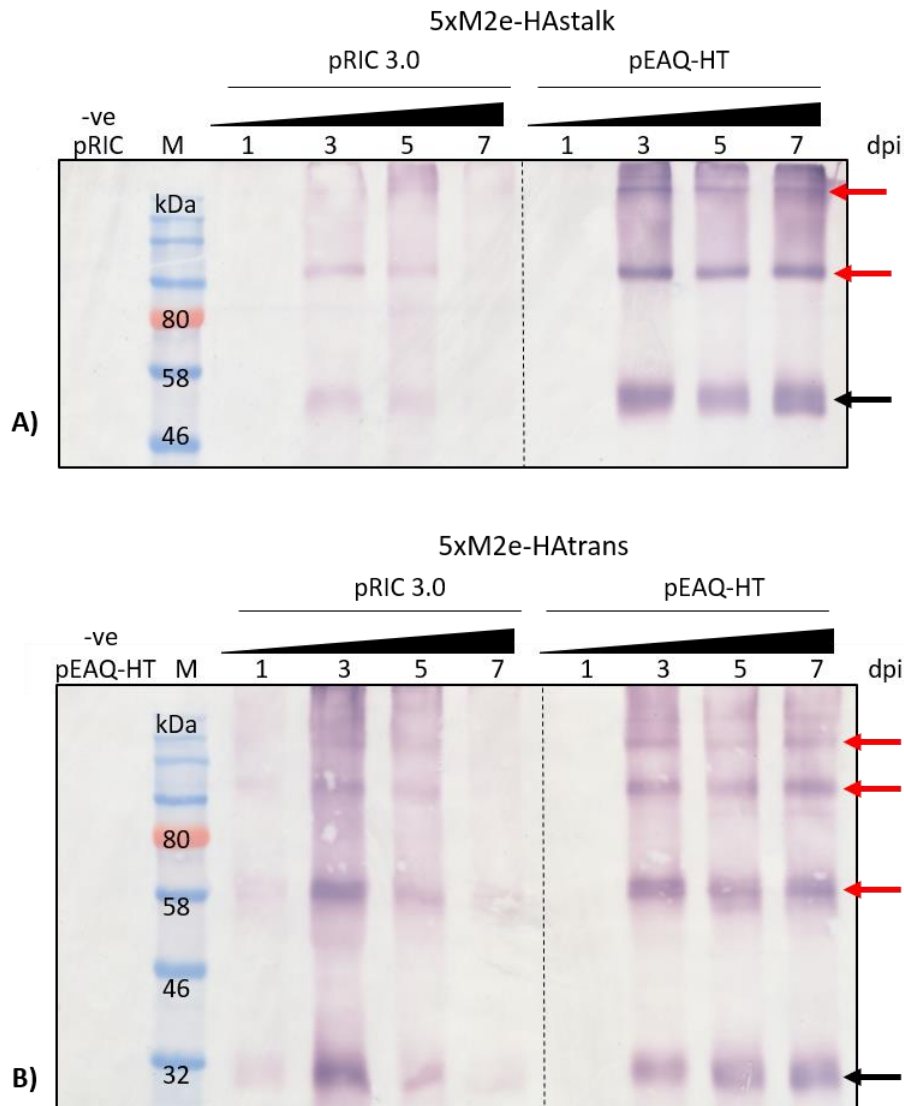 5xM2e-HAstalk
pRIC 3.0 pEAQ-HT
-ve
pRIC M 1 3 5 7 1 3 5 7 dpi
kDa
80
58
A)
46
5xM2e-HAtrans
pRIC 3.0 pEAQ-HT
-ve
pEAQ-HT M 1 3 5 7 1 3 5 7 dpi
kDa
80
58
46
B) 32